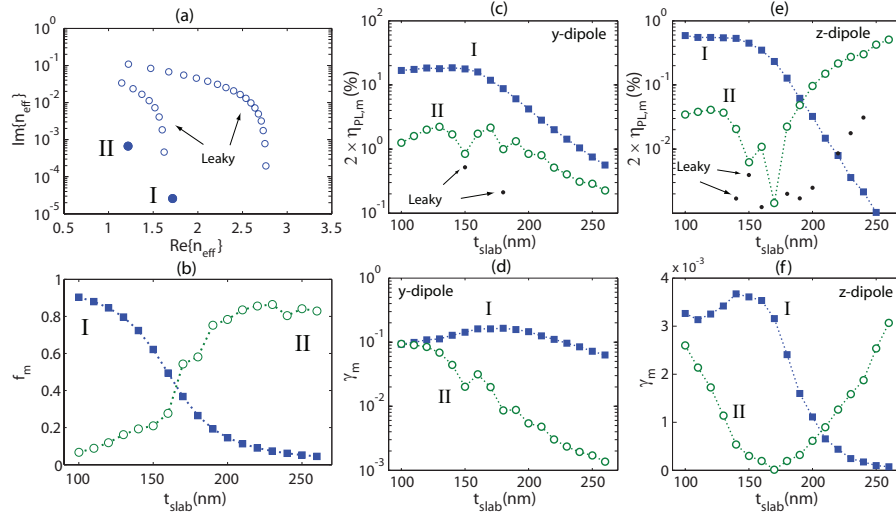 (a)
10^1
10^0
10^-1
10^-2
10^-3
10^-4
10^-5
Im{n_eff}
II
I
Leaky
0.5 1 1.5 2 2.5 3 3.5
Re{n_eff}
(b)
1
0.8
0.6
0.4
0.2
0
f_m
I
II
100 150 200 250
t_slab(nm)
(c)
y-dipole
10^2
10^1
10^0
10^-1
2 × η_PL,m (%)
I
II
Leaky
100 150 200 250
t_slab(nm)
(d)
y-dipole
10^0
10^-1
10^-2
10^-3
γ_m
I
II
100 150 200 250
t_slab(nm)
(e)
z-dipole
10^0
10^-1
10^-2
2 × η_PL,m (%)
I
II
Leaky
100 150 200 250
t_slab(nm)
(f)
x 10^-3
z-dipole
4
3
2
1
0
γ_m
I
II
100 150 200 250
t_slab(nm)